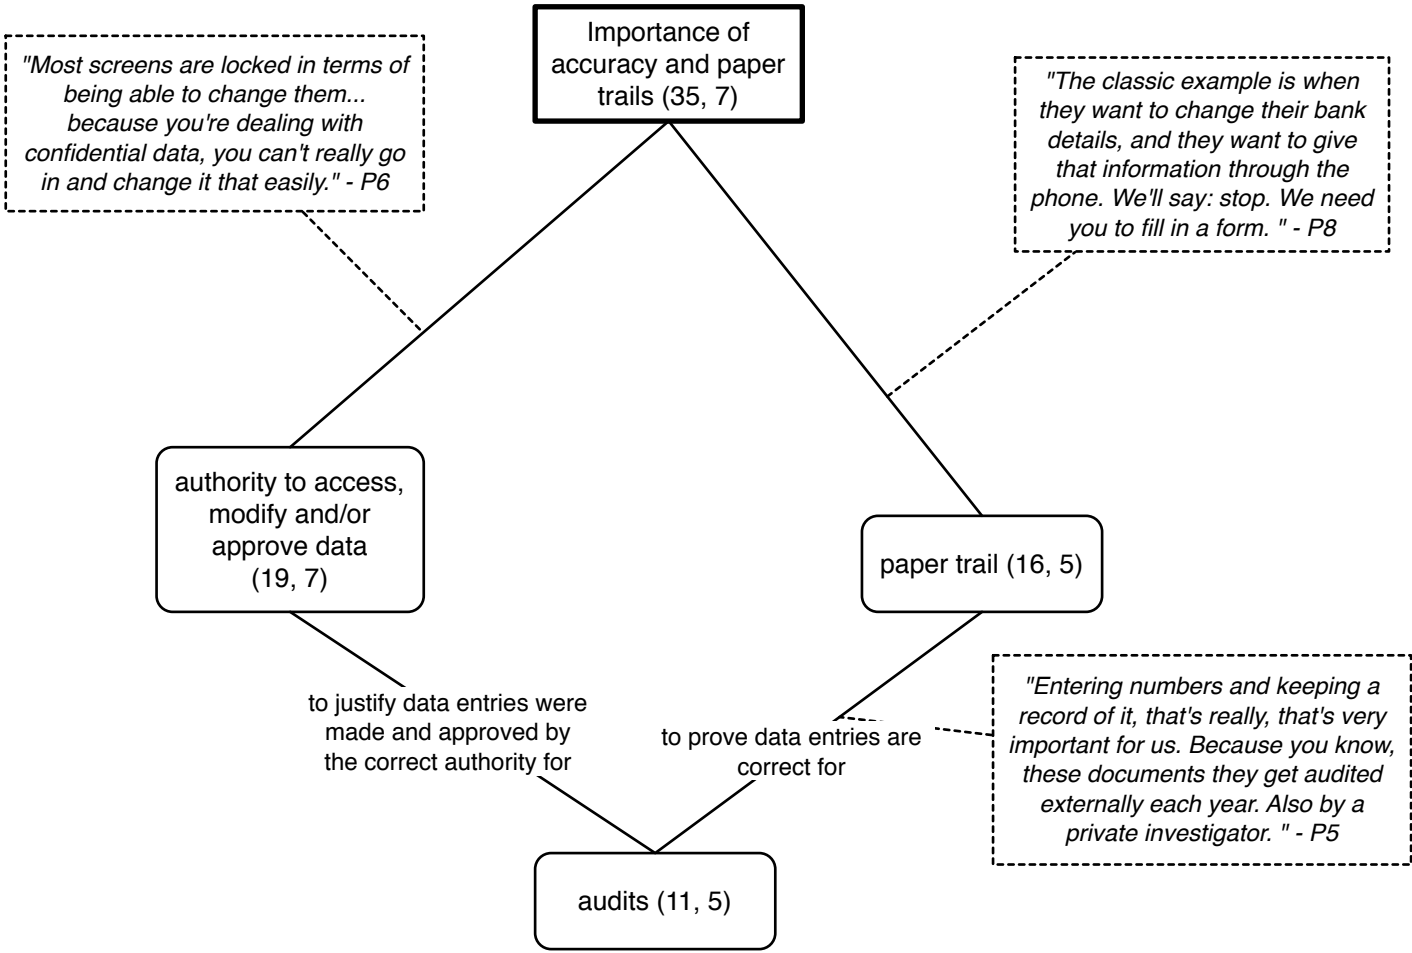 Importance of
accuracy and paper
trails (35, 7)
"Most screens are locked in terms of
being able to change them...
because you're dealing with
confidential data, you can't really go
in and change it that easily." - P6
"The classic example is when
they want to change their bank
details, and they want to give
that information through the
phone. We'll say: stop. We need
you to fill in a form. " - P8
authority to access,
modify and/or
approve data
(19, 7)
paper trail (16, 5)
to justify data entries were
made and approved by
the correct authority for
to prove data entries are
correct for
"Entering numbers and keeping a
record of it, that's really, that's very
important for us. Because you know,
these documents they get audited
externally each year. Also by a
private investigator. " - P5
audits (11, 5)